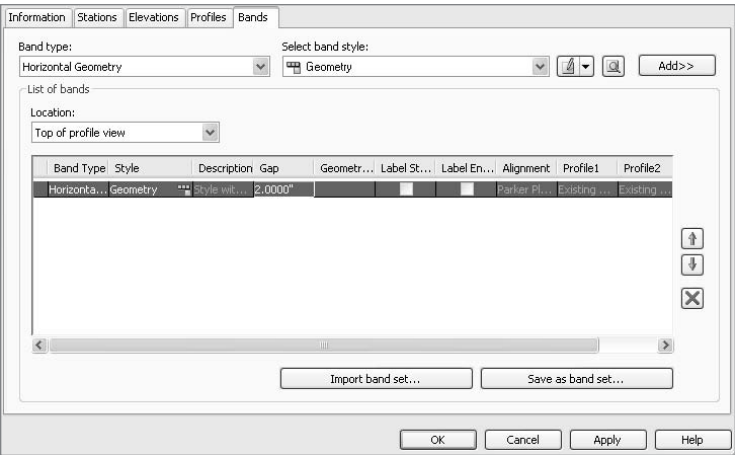 Information Stations Elevations Profiles Bands
Band type: Select band style:
Horizontal Geometry Geometry Add>>
List of bands
Location:
Top of profile view
Band Type Style Description Gap Geometr... Label St... Label En... Alignment Profile1 Profile2
Horizonta... Geometry Style wit... 2.0000" Parker Pl... Existing ... Existing ...
Import band set... Save as band set...
OK Cancel Apply Help